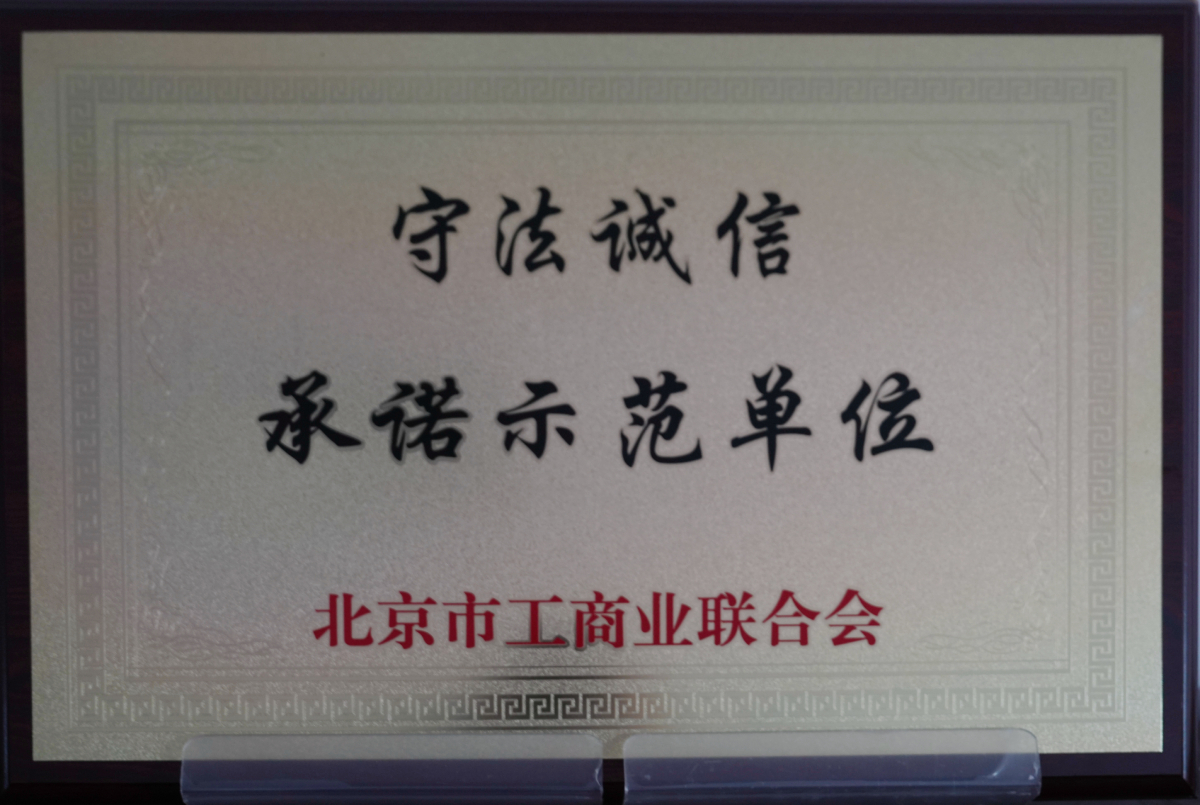 守法诚信
承诺示范单位
北京市工商业联合会